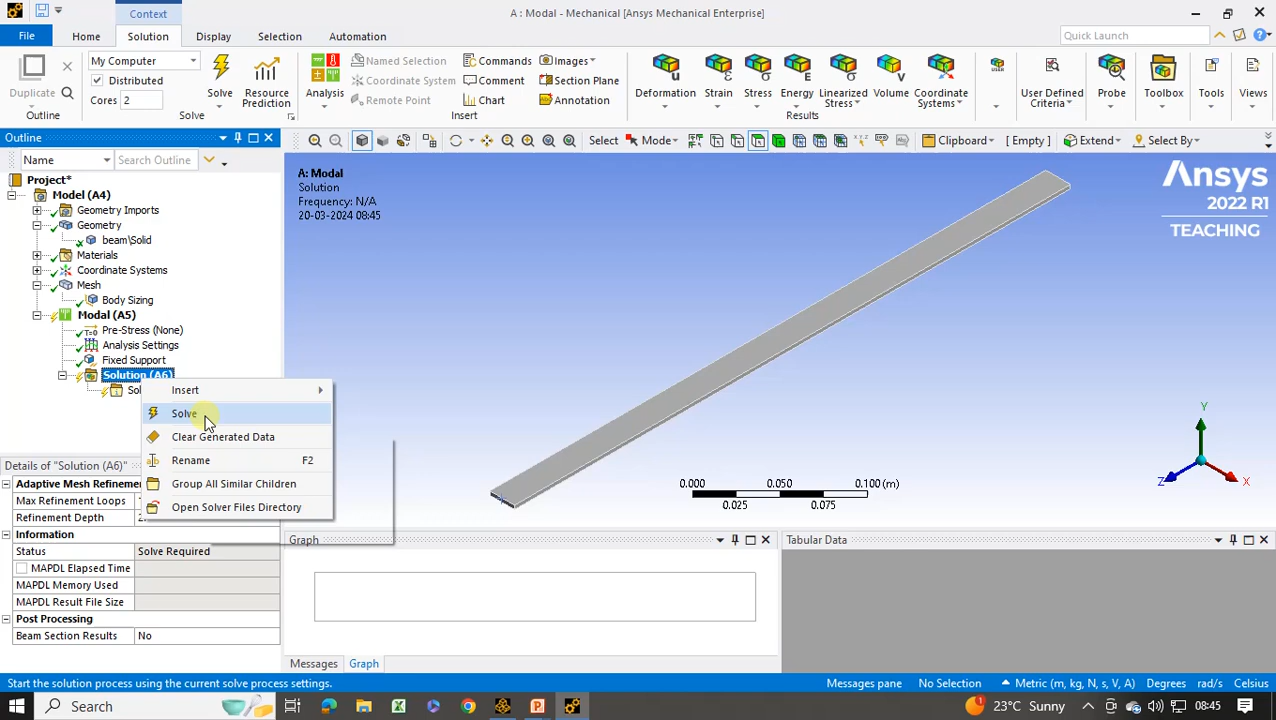 Context
A : Modal - Mechanical [Ansys Mechanical Enterprise]
File Home Solution Display Selection Automation
Quick Launch
Duplicate
Outline
My Computer
Distributed
Cores 2
Solve
Resource
Prediction
Solve
Analysis
Named Selection
Coordinate System
Remote Point
Commands
Comment
Chart
Images
Section Plane
Annotation
Insert
Deformation
Strain
Stress
Energy
Linearized
Stress
Volume
Coordinate
Systems
Results
User Defined
Criteria
Probe
Toolbox
Tools
Views
Outline
Name
Search Outline
Select Mode
Clipboard [ Empty ] Extend Select By
Project*
Model (A4)
Geometry Imports
Geometry
beam\Solid
Materials
Coordinate Systems
Mesh
Body Sizing
Modal (A5)
Pre-Stress (None)
T=0
Analysis Settings
Fixed Support
Solution (A6)
Sol
Insert
Solve
Clear Generated Data
Rename F2
Group All Similar Children
Open Solver Files Directory
A: Modal
Solution
Frequency: N/A
20-03-2024 08:45
Ansys
2022 R1
TEACHING
0.000 0.050 0.100 (m)
0.025 0.075
Y
Z
X
Details of "Solution (A6)"
Adaptive Mesh Refineme
Max Refinement Loops
Refinement Depth 2
Information
Status Solve Required
MAPDL Elapsed Time
MAPDL Memory Used
MAPDL Result File Size
Post Processing
Beam Section Results No
Graph
Tabular Data
Messages Graph
Start the solution process using the current solve process settings.
Messages pane No Selection Metric (m, kg, N, s, V, A) Degrees rad/s Celsius
Search
23°C Sunny
08:45